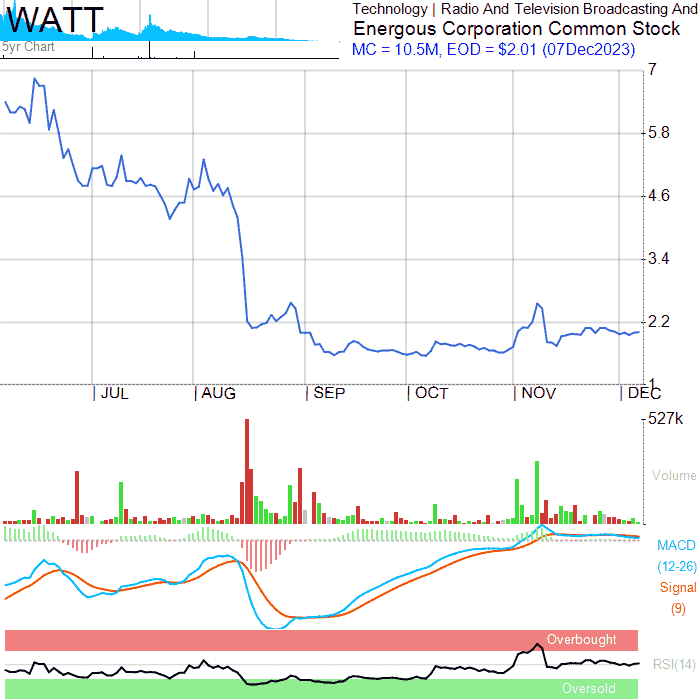 WATT
5yr Chart
Technology | Radio And Television Broadcasting And
Energous Corporation Common Stock
MC = 10.5M, EOD = $2.01 (07Dec2023)
7
5.8
4.6
3.4
2.2
1
JUL AUG SEP OCT NOV DEC
527k
Volume
MACD
(12-26)
Signal
(9)
Overbought
RSI(14)
Oversold